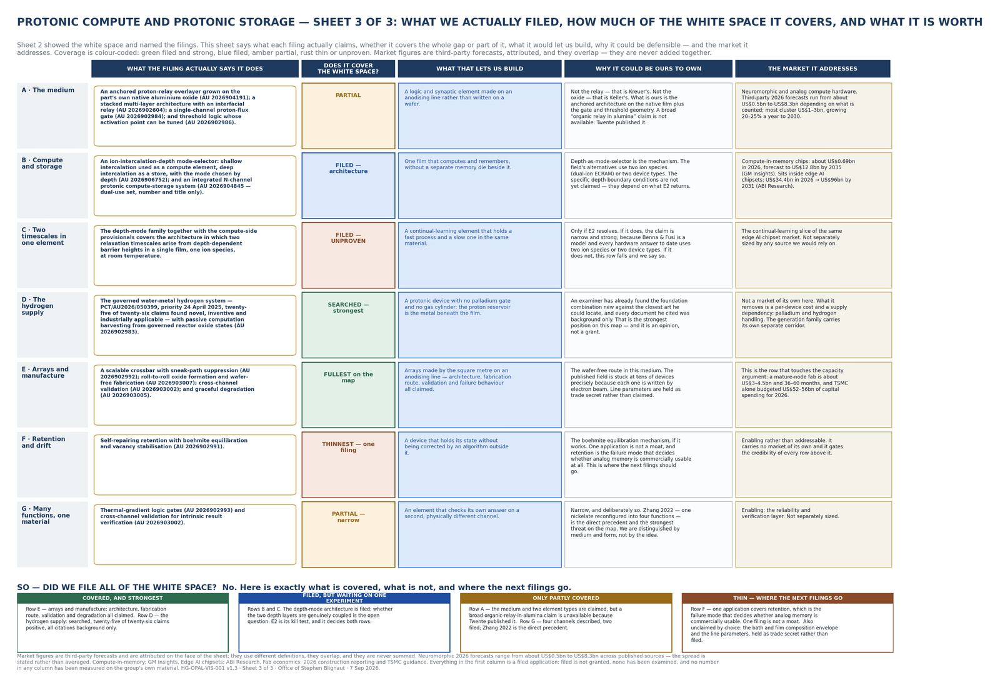 PROTONIC COMPUTE AND PROTONIC STORAGE — SHEET 3 OF 3: WHAT WE ACTUALLY FILED, HOW MUCH OF THE WHITE SPACE IT COVERS, AND WHAT IT IS WORTH
Sheet 2 showed the white space and named the filings. This sheet says what each filing actually claims, whether it covers the whole gap or part of it, what it would let us build, why it could be defensible — and the market it
addresses. Coverage is colour-coded: green filed and strong, blue filed, amber partial, rust thin or unproven. Market figures are third-party forecasts, attributed, and they overlap — they are never added together.
WHAT THE FILING ACTUALLY SAYS IT DOES
DOES IT COVER
THE WHITE SPACE?
WHAT THAT LETS US BUILD
WHY IT COULD BE OURS TO OWN
THE MARKET IT ADDRESSES
A · The medium
An anchored proton-relay overlayer grown on the
part's own native aluminium oxide (AU 2026904191); a
stacked multi-layer architecture with an interfacial
relay (AU 2026902604); a single-channel proton-flux
gate (AU 2026902984); and threshold logic whose
activation point can be tuned (AU 2026902986).
PARTIAL
A logic and synaptic element made on an
anodising line rather than written on a
wafer.
Not the relay — that is Kreuer's. Not the
oxide — that is Keller's. What is ours is the
anchored architecture on the native film plus
the gate and threshold geometry. A broad
“organic relay in alumina” claim is not
available: Twente published it.
Neuromorphic and analog compute hardware.
Third-party 2026 forecasts run from about
US$0.5bn to US$8.3bn depending on what is
counted; most cluster US$1–3bn, growing
20–25% a year to 2030.
B · Compute
and storage
An ion-intercalation-depth mode-selector: shallow
intercalation used as a compute element, deep
intercalation as a store, with the mode chosen by
depth (AU 2026906752); and an integrated N-channel
protonic compute-storage system (AU 2026904845 —
dual-use set, number and title only).
FILED —
architecture
One film that computes and remembers,
without a separate memory die beside it.
Depth-as-mode-selector is the mechanism. The
field's alternatives use two ion species
(dual-ion ECRAM) or two device types. The
specific depth boundary conditions are not
yet claimed — they depend on what E2 returns.
Compute-in-memory chips: about US$0.69bn
in 2026, forecast to US$12.8bn by 2035
(GM Insights). Sits inside edge AI
chipsets: US$34.4bn in 2026 → US$96bn by
2031 (ABI Research).
C · Two
timescales in
one element
The depth-mode family together with the compute-side
provisionals covers the architecture in which two
relaxation timescales arise from depth-dependent
barrier heights in a single film, one ion species,
at room temperature.
FILED —
UNPROVEN
A continual-learning element that holds a
fast process and a slow one in the same
material.
Only if E2 resolves. If it does, the claim is
narrow and strong, because Benna & Fusi is a
model and every hardware answer to date uses
two ion species or two device types. If it
does not, this row falls and we say so.
The continual-learning slice of the same
edge AI chipset market. Not separately
sized by any source we would rely on.
D · The
hydrogen
supply
The governed water-metal hydrogen system —
PCT/AU2026/050399, priority 24 April 2025, twenty-
five of twenty-six claims found novel, inventive and
industrially applicable — with passive computation
harvesting from governed reactor oxide states (AU
2026902983).
SEARCHED —
strongest
A protonic device with no palladium gate
and no gas cylinder: the proton reservoir
is the metal beneath the film.
An examiner has already found the foundation
combination new against the closest art he
could locate, and every document he cited was
background only. That is the strongest
position on this map — and it is an opinion,
not a grant.
Not a market of its own here. What it
removes is a per-device cost and a supply
dependency: palladium and hydrogen
handling. The generation family carries
its own separate corridor.
E · Arrays and
manufacture
A scalable crossbar with sneak-path suppression (AU
2026902992); roll-to-roll oxide formation and wafer-
free fabrication (AU 2026903007); cross-channel
validation (AU 2026903002); and graceful degradation
(AU 2026903005).
FULLEST on the
map
Arrays made by the square metre on an
anodising line — architecture, fabrication
route, validation and failure behaviour
all claimed.
The wafer-free route in this medium. The
published field is stuck at tens of devices
precisely because each one is written by
electron beam. Line parameters are held as
trade secret rather than claimed.
This is the row that touches the capacity
argument: a mature-node fab is about
US$3–4.5bn and 36–60 months, and TSMC
alone budgeted US$52–56bn of capital
spending for 2026.
F · Retention
and drift
Self-repairing retention with boehmite equilibration
and vacancy stabilisation (AU 2026902991).
THINNEST — one
filing
A device that holds its state without
being corrected by an algorithm outside
it.
The boehmite equilibration mechanism, if it
works. One application is not a moat, and
retention is the failure mode that decides
whether analog memory is commercially usable
at all. This is where the next filings should
go.
Enabling rather than addressable. It
carries no market of its own and it gates
the credibility of every row above it.
G · Many
functions, one
material
Thermal-gradient logic gates (AU 2026902993) and
cross-channel validation for intrinsic result
verification (AU 2026903002).
PARTIAL —
narrow
An element that checks its own answer on a
second, physically different channel.
Narrow, and deliberately so. Zhang 2022 — one
nickelate reconfigured into four functions —
is the direct precedent and the strongest
threat on the map. We are distinguished by
medium and form, not by the idea.
Enabling: the reliability and
verification layer. Not separately sized.
SO — DID WE FILE ALL OF THE WHITE SPACE?  No. Here is exactly what is covered, what is not, and where the next filings go.
COVERED, AND STRONGEST
Row E — arrays and manufacture: architecture, fabrication
route, validation and degradation all claimed.  Row D — the
hydrogen supply: searched, twenty-five of twenty-six claims
positive, all citations background only.
FILED, BUT WAITING ON ONE
EXPERIMENT
Rows B and C. The depth-mode architecture is filed; whether
the two depth layers are genuinely coupled is the open
question. E2 is its kill test, and it decides both rows.
ONLY PARTLY COVERED
Row A — the medium and two element types are claimed, but a
broad organic-relay-in-alumina claim is unavailable because
Twente published it.  Row G — four channels described, two
filed; Zhang 2022 is the direct precedent.
THIN — WHERE THE NEXT FILINGS GO
Row F — one application covers retention, which is the
failure mode that decides whether analog memory is
commercially usable. One filing is not a moat.  Also
unclaimed by choice: the bath and film composition envelope
and the line parameters, held as trade secret rather than
filed.
Market figures are third-party forecasts and are attributed on the face of the sheet; they use different definitions, they overlap, and they are never summed. Neuromorphic 2026 forecasts range from about US$0.5bn to US$8.3bn across published sources — the spread is
stated rather than averaged. Compute-in-memory: GM Insights. Edge AI chipsets: ABI Research. Fab economics: 2026 construction reporting and TSMC guidance. Everything in the first column is a filed application: filed is not granted, none has been examined, and no number
in any column has been measured on the group's own material. HG-OPAL-VIS-001 v1.3 · Sheet 3 of 3 · Office of Stephen Blignaut · 7 Sep 2026.